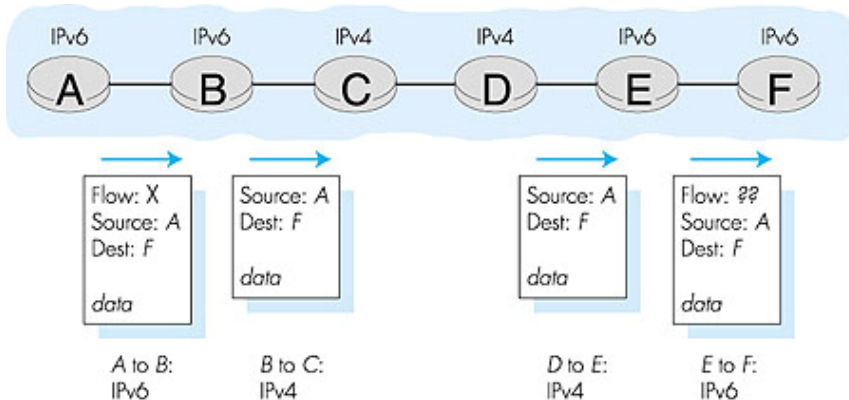 IPv6 IPv6 IPv4 IPv4 IPv6 IPv6
A B C D E F
Flow: X
Source: A
Dest: F
data
Source: A
Dest: F
data
Source: A
Dest: F
data
Flow: ??
Source: A
Dest: F
data
A to B:
IPv6
B to C:
IPv4
D to E:
IPv4
E to F:
IPv6